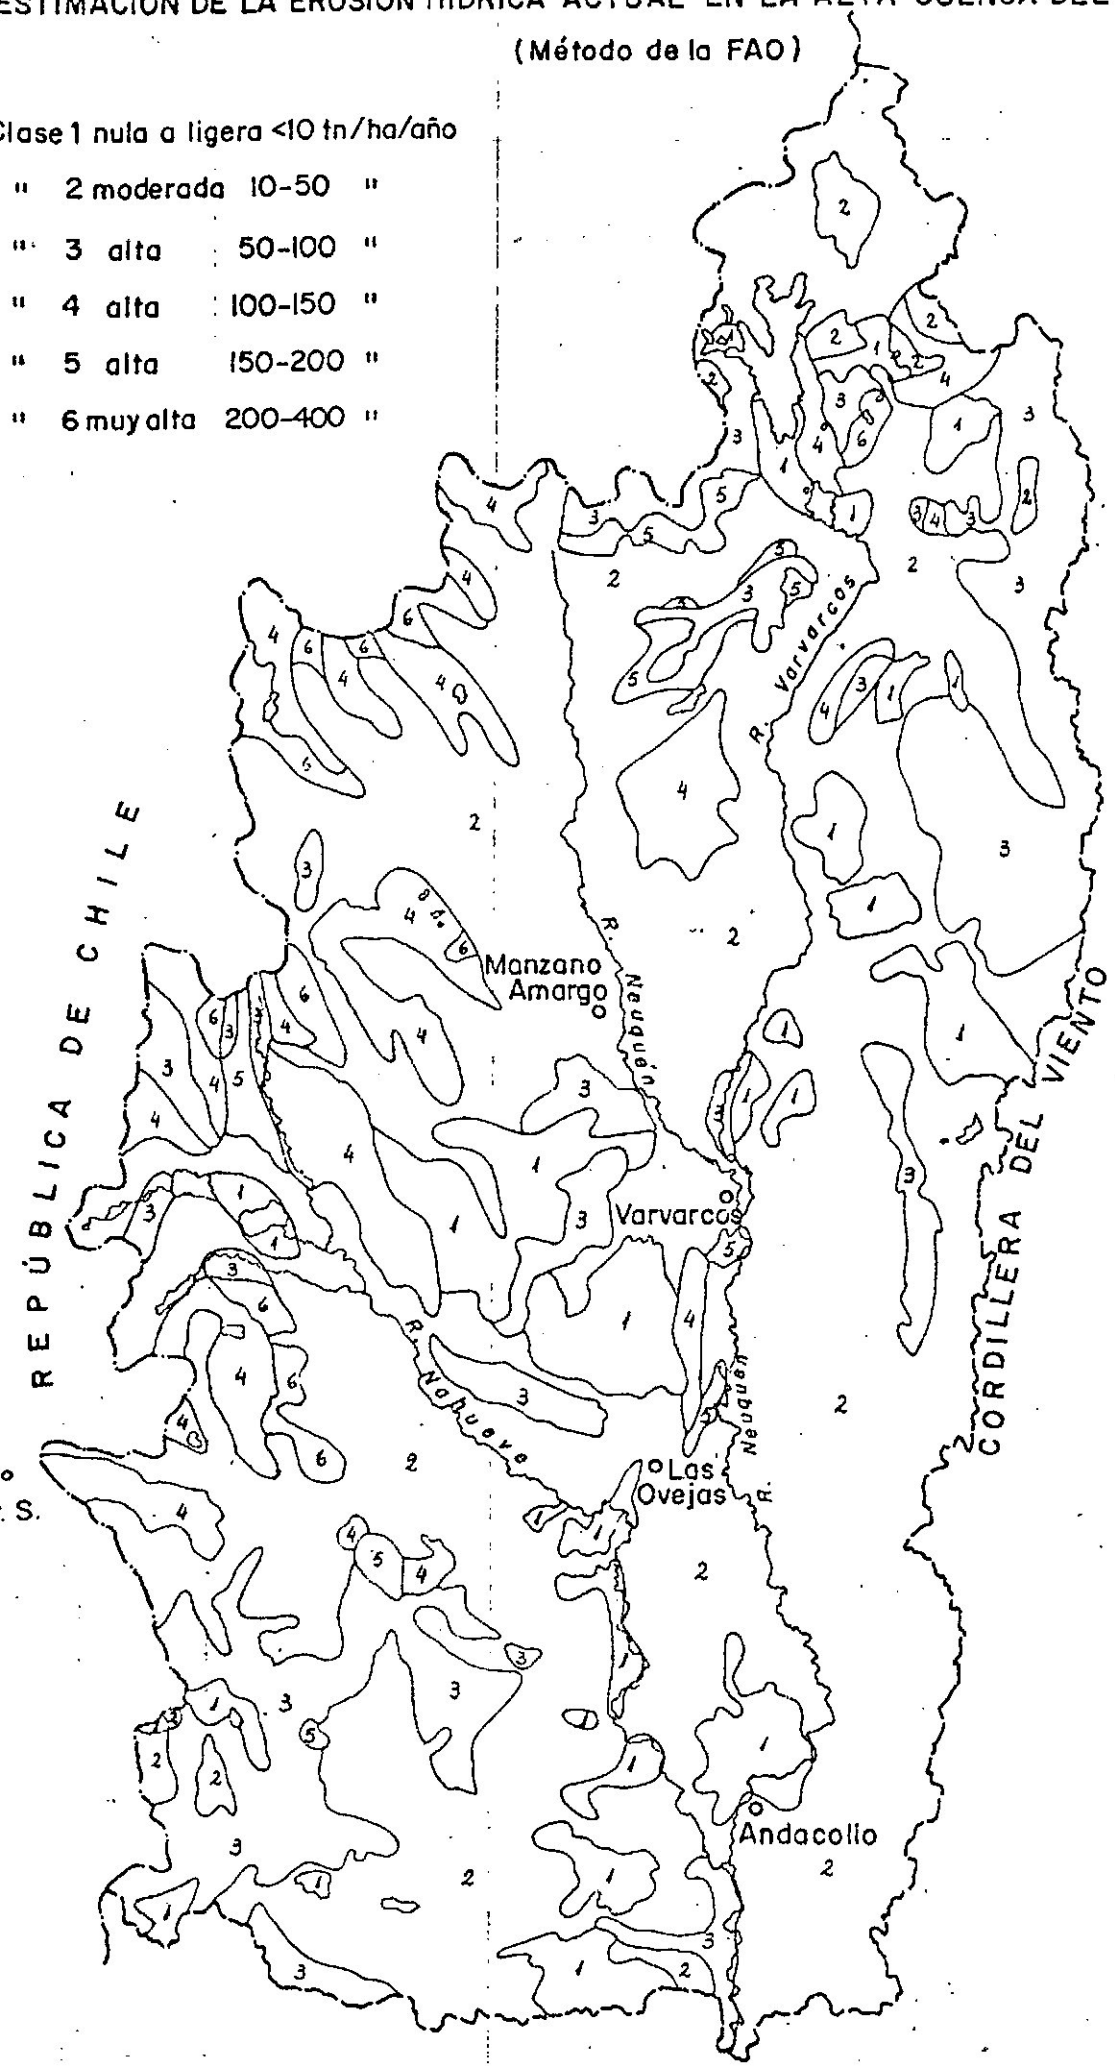 ESTIMACION DE LA EROSION HIDRICA ACTUAL EN LA ALTA CUENCA DEL
(Método de la FAO)
Clase 1 nula a ligera <10 tn/ha/año
" 2 moderada 10-50 "
" 3 alta : 50-100 "
" 4 alta : 100-150 "
" 5 alta 150-200 "
" 6 muy alta 200-400 "
REPÚBLICA DE CHILE
R. Varvarcos
R. Neuquén
Manzano
Amargo
CORDILLERA DEL VIENTO
Varvarcos
R. Nahueve
R. Neuquen
Las
Ovejas
S.
Andacollo